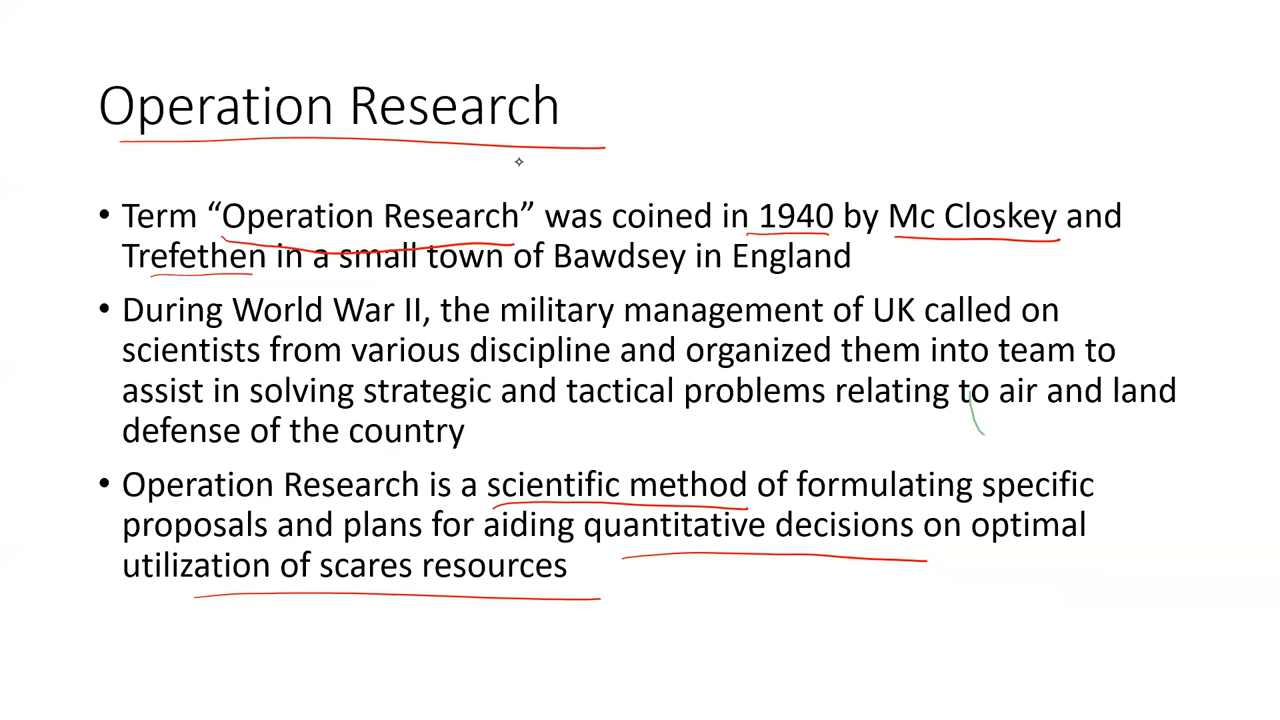 Operation Research
• Term “Operation Research” was coined in 1940 by Mc Closkey and
Trefethen in a small town of Bawdsey in England
• During World War II, the military management of UK called on
scientists from various discipline and organized them into team to
assist in solving strategic and tactical problems relating to air and land
defense of the country
• Operation Research is a scientific method of formulating specific
proposals and plans for aiding quantitative decisions on optimal
utilization of scares resources